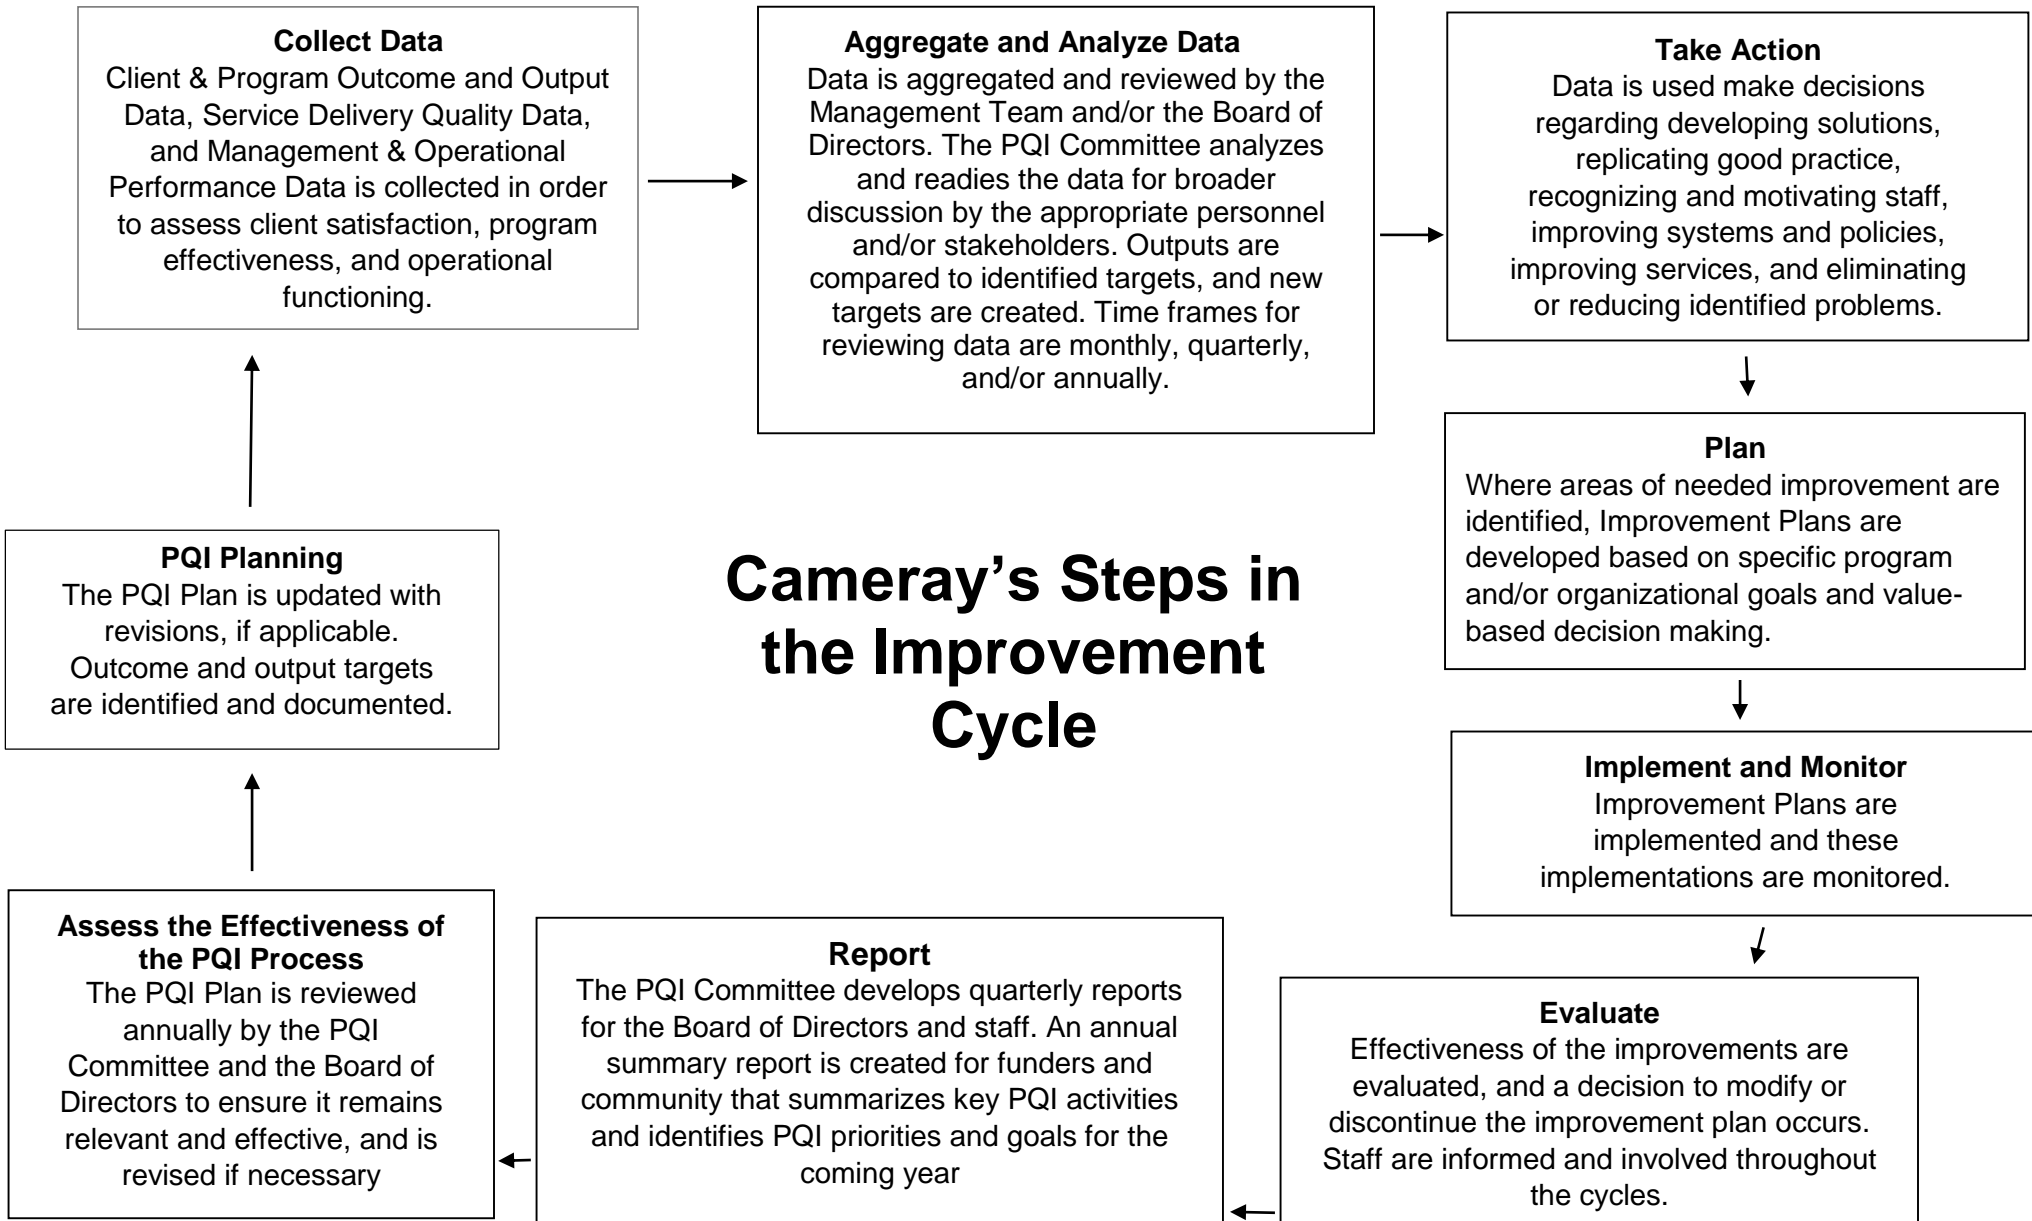 Collect Data
Client & Program Outcome and Output
Data, Service Delivery Quality Data,
and Management & Operational
Performance Data is collected in order
to assess client satisfaction, program
effectiveness, and operational
functioning.
Aggregate and Analyze Data
Data is aggregated and reviewed by the
Management Team and/or the Board of
Directors. The PQI Committee analyzes
and readies the data for broader
discussion by the appropriate personnel
and/or stakeholders. Outputs are
compared to identified targets, and new
targets are created. Time frames for
reviewing data are monthly, quarterly,
and/or annually.
Take Action
Data is used make decisions
regarding developing solutions,
replicating good practice,
recognizing and motivating staff,
improving systems and policies,
improving services, and eliminating
or reducing identified problems.
Plan
Where areas of needed improvement are
identified, Improvement Plans are
developed based on specific program
and/or organizational goals and value-
based decision making.
Cameray’s Steps in
the Improvement
Cycle
PQI Planning
The PQI Plan is updated with
revisions, if applicable.
Outcome and output targets
are identified and documented.
Implement and Monitor
Improvement Plans are
implemented and these
implementations are monitored.
Assess the Effectiveness of
the PQI Process
The PQI Plan is reviewed
annually by the PQI
Committee and the Board of
Directors to ensure it remains
relevant and effective, and is
revised if necessary
Report
The PQI Committee develops quarterly reports
for the Board of Directors and staff. An annual
summary report is created for funders and
community that summarizes key PQI activities
and identifies PQI priorities and goals for the
coming year
Evaluate
Effectiveness of the improvements are
evaluated, and a decision to modify or
discontinue the improvement plan occurs.
Staff are informed and involved throughout
the cycles.